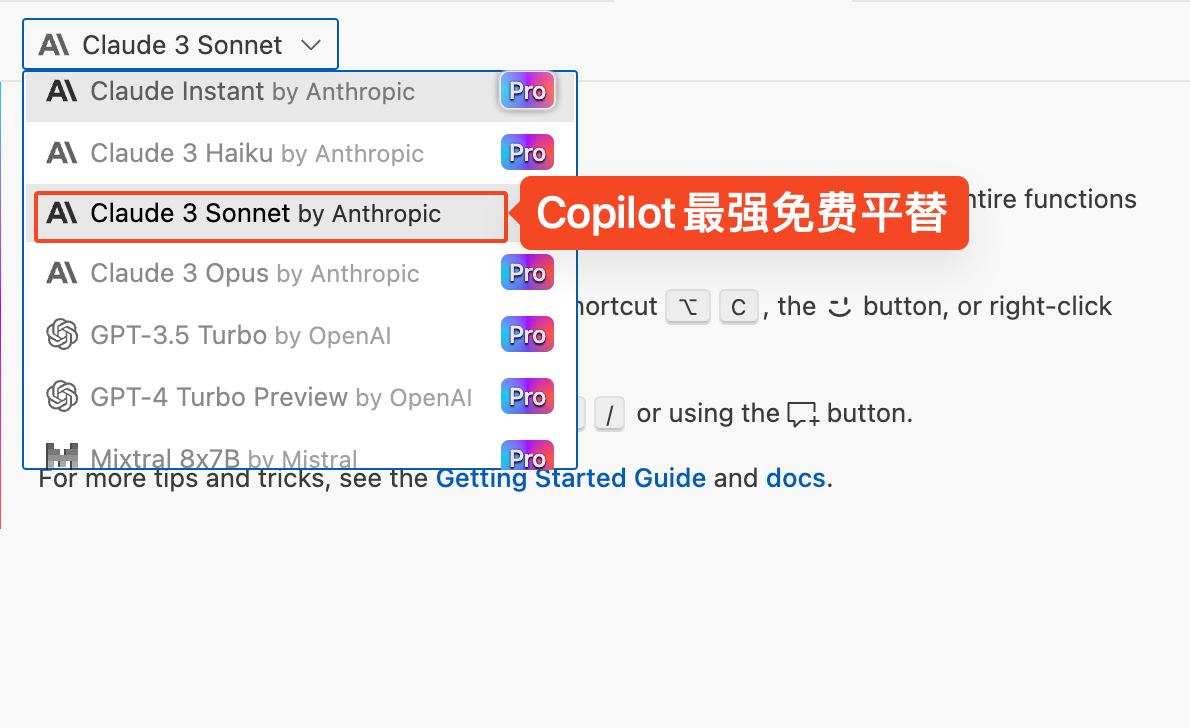 Claude 3 Sonnet
Claude Instant by Anthropic Pro
Claude 3 Haiku by Anthropic Pro
Claude 3 Sonnet by Anthropic
Copilot 最强免费平替
ntire functions
Claude 3 Opus by Anthropic Pro
hortcut ⌥ C , the button, or right-click
GPT-3.5 Turbo by OpenAI Pro
GPT-4 Turbo Preview by OpenAI Pro
/ or using the button.
Mixtral 8x7B by Mistral Pro
For more tips and tricks, see the Getting Started Guide and docs.